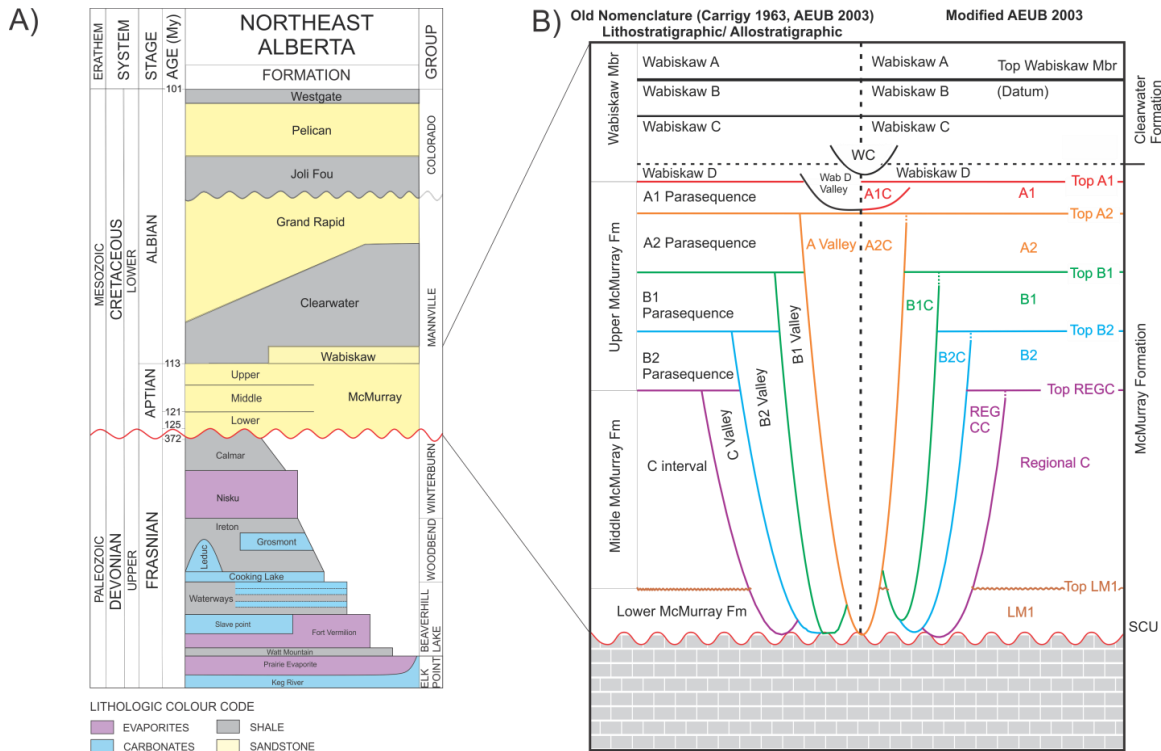 A)
ERATHEM
SYSTEM
STAGE
AGE (My)
NORTHEAST
ALBERTA
FORMATION
GROUP
101
113
121
125
372
MESOZOIC
CRETACEOUS
LOWER
ALBIAN
APTIAN
PALEOZOIC
DEVONIAN
UPPER
FRASNIAN
Westgate
Pelican
Joli Fou
Grand Rapid
Clearwater
Wabiskaw
Upper
Middle
McMurray
Lower
Calmar
Nisku
Ireton
Leduc
Grosmont
Cooking Lake
Waterways
Slave point
Fort Vermilion
Watt Mountain
Prairie Evaporite
Keg River
COLORADO
MANNVILLE
WINTERBURN
WOODBEND
BEAVERHILL
LAKE
ELK
POINT
LITHOLOGIC COLOUR CODE
EVAPORITES
SHALE
CARBONATES
SANDSTONE
B)
Old Nomenclature (Carrigy 1963, AEUB 2003)
Lithostratigraphic/ Allostratigraphic
Modified AEUB 2003
Wabiskaw Mbr
Upper McMurray Fm
Middle McMurray Fm
Wabiskaw A
Wabiskaw B
Wabiskaw C
Wabiskaw D
A1 Parasequence
A2 Parasequence
B1
Parasequence
B2
Parasequence
C interval
Lower McMurray Fm
C Valley
B2 Valley
B1 Valley
A Valley
Wab D
Valley
WC
Wabiskaw A
Top Wabiskaw Mbr
Wabiskaw B
(Datum)
Wabiskaw C
Wabiskaw D
Top A1
A1C
A1
Top A2
A2C
A2
Top B1
B1C
B1
Top B2
B2C
B2
Top REGC
REG
CC
Regional C
Top LM1
LM1
SCU
Clearwater
Formation
McMurray Formation